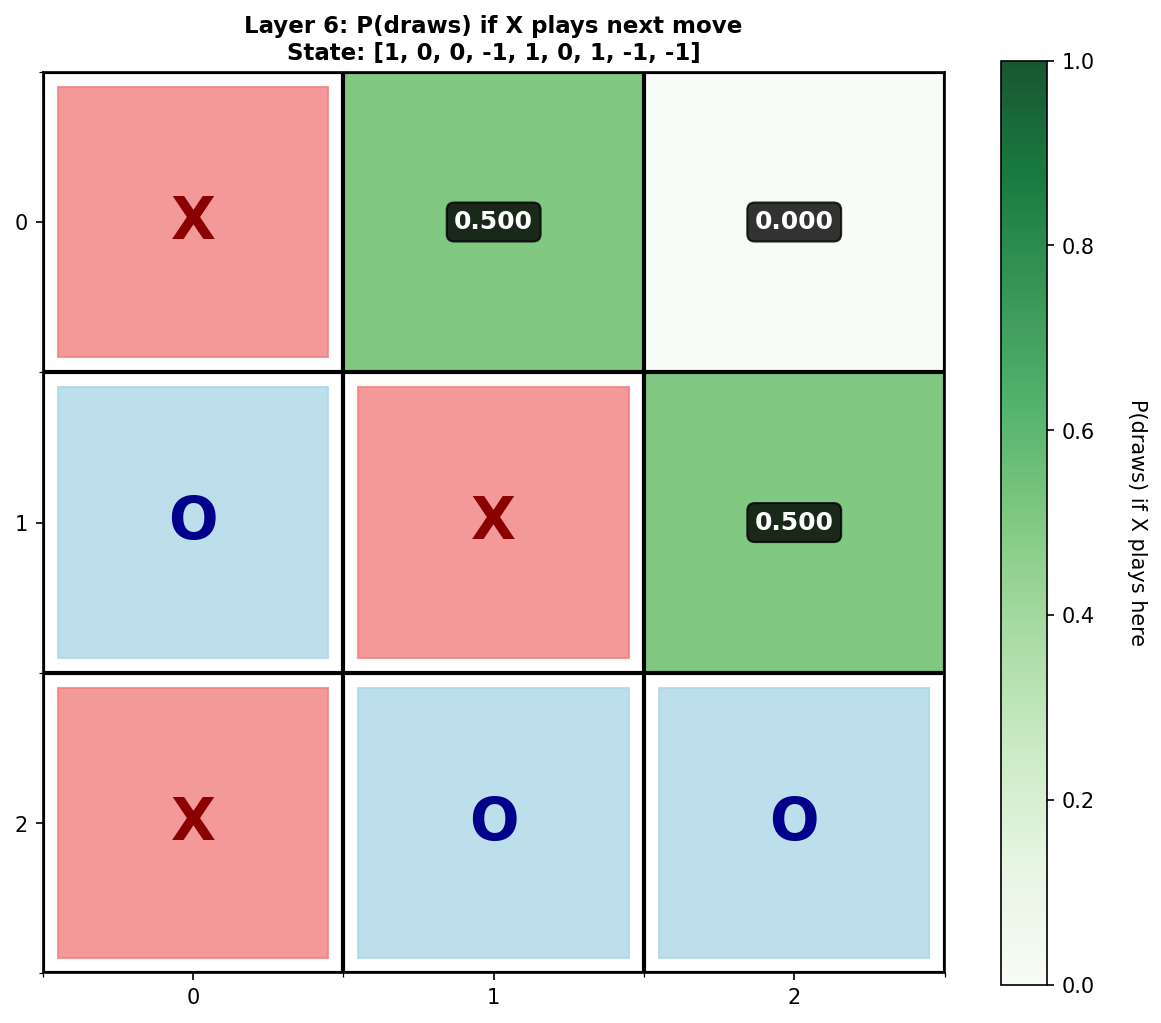 Layer 6: P(draws) if X plays next move
State: [1, 0, 0, -1, 1, 0, 1, -1, -1]
0
X
0.500
0.000
1
O
X
0.500
2
X
O
O
0
1
2
1.0
0.8
0.6
0.4
0.2
0.0
P(draws) if X plays here